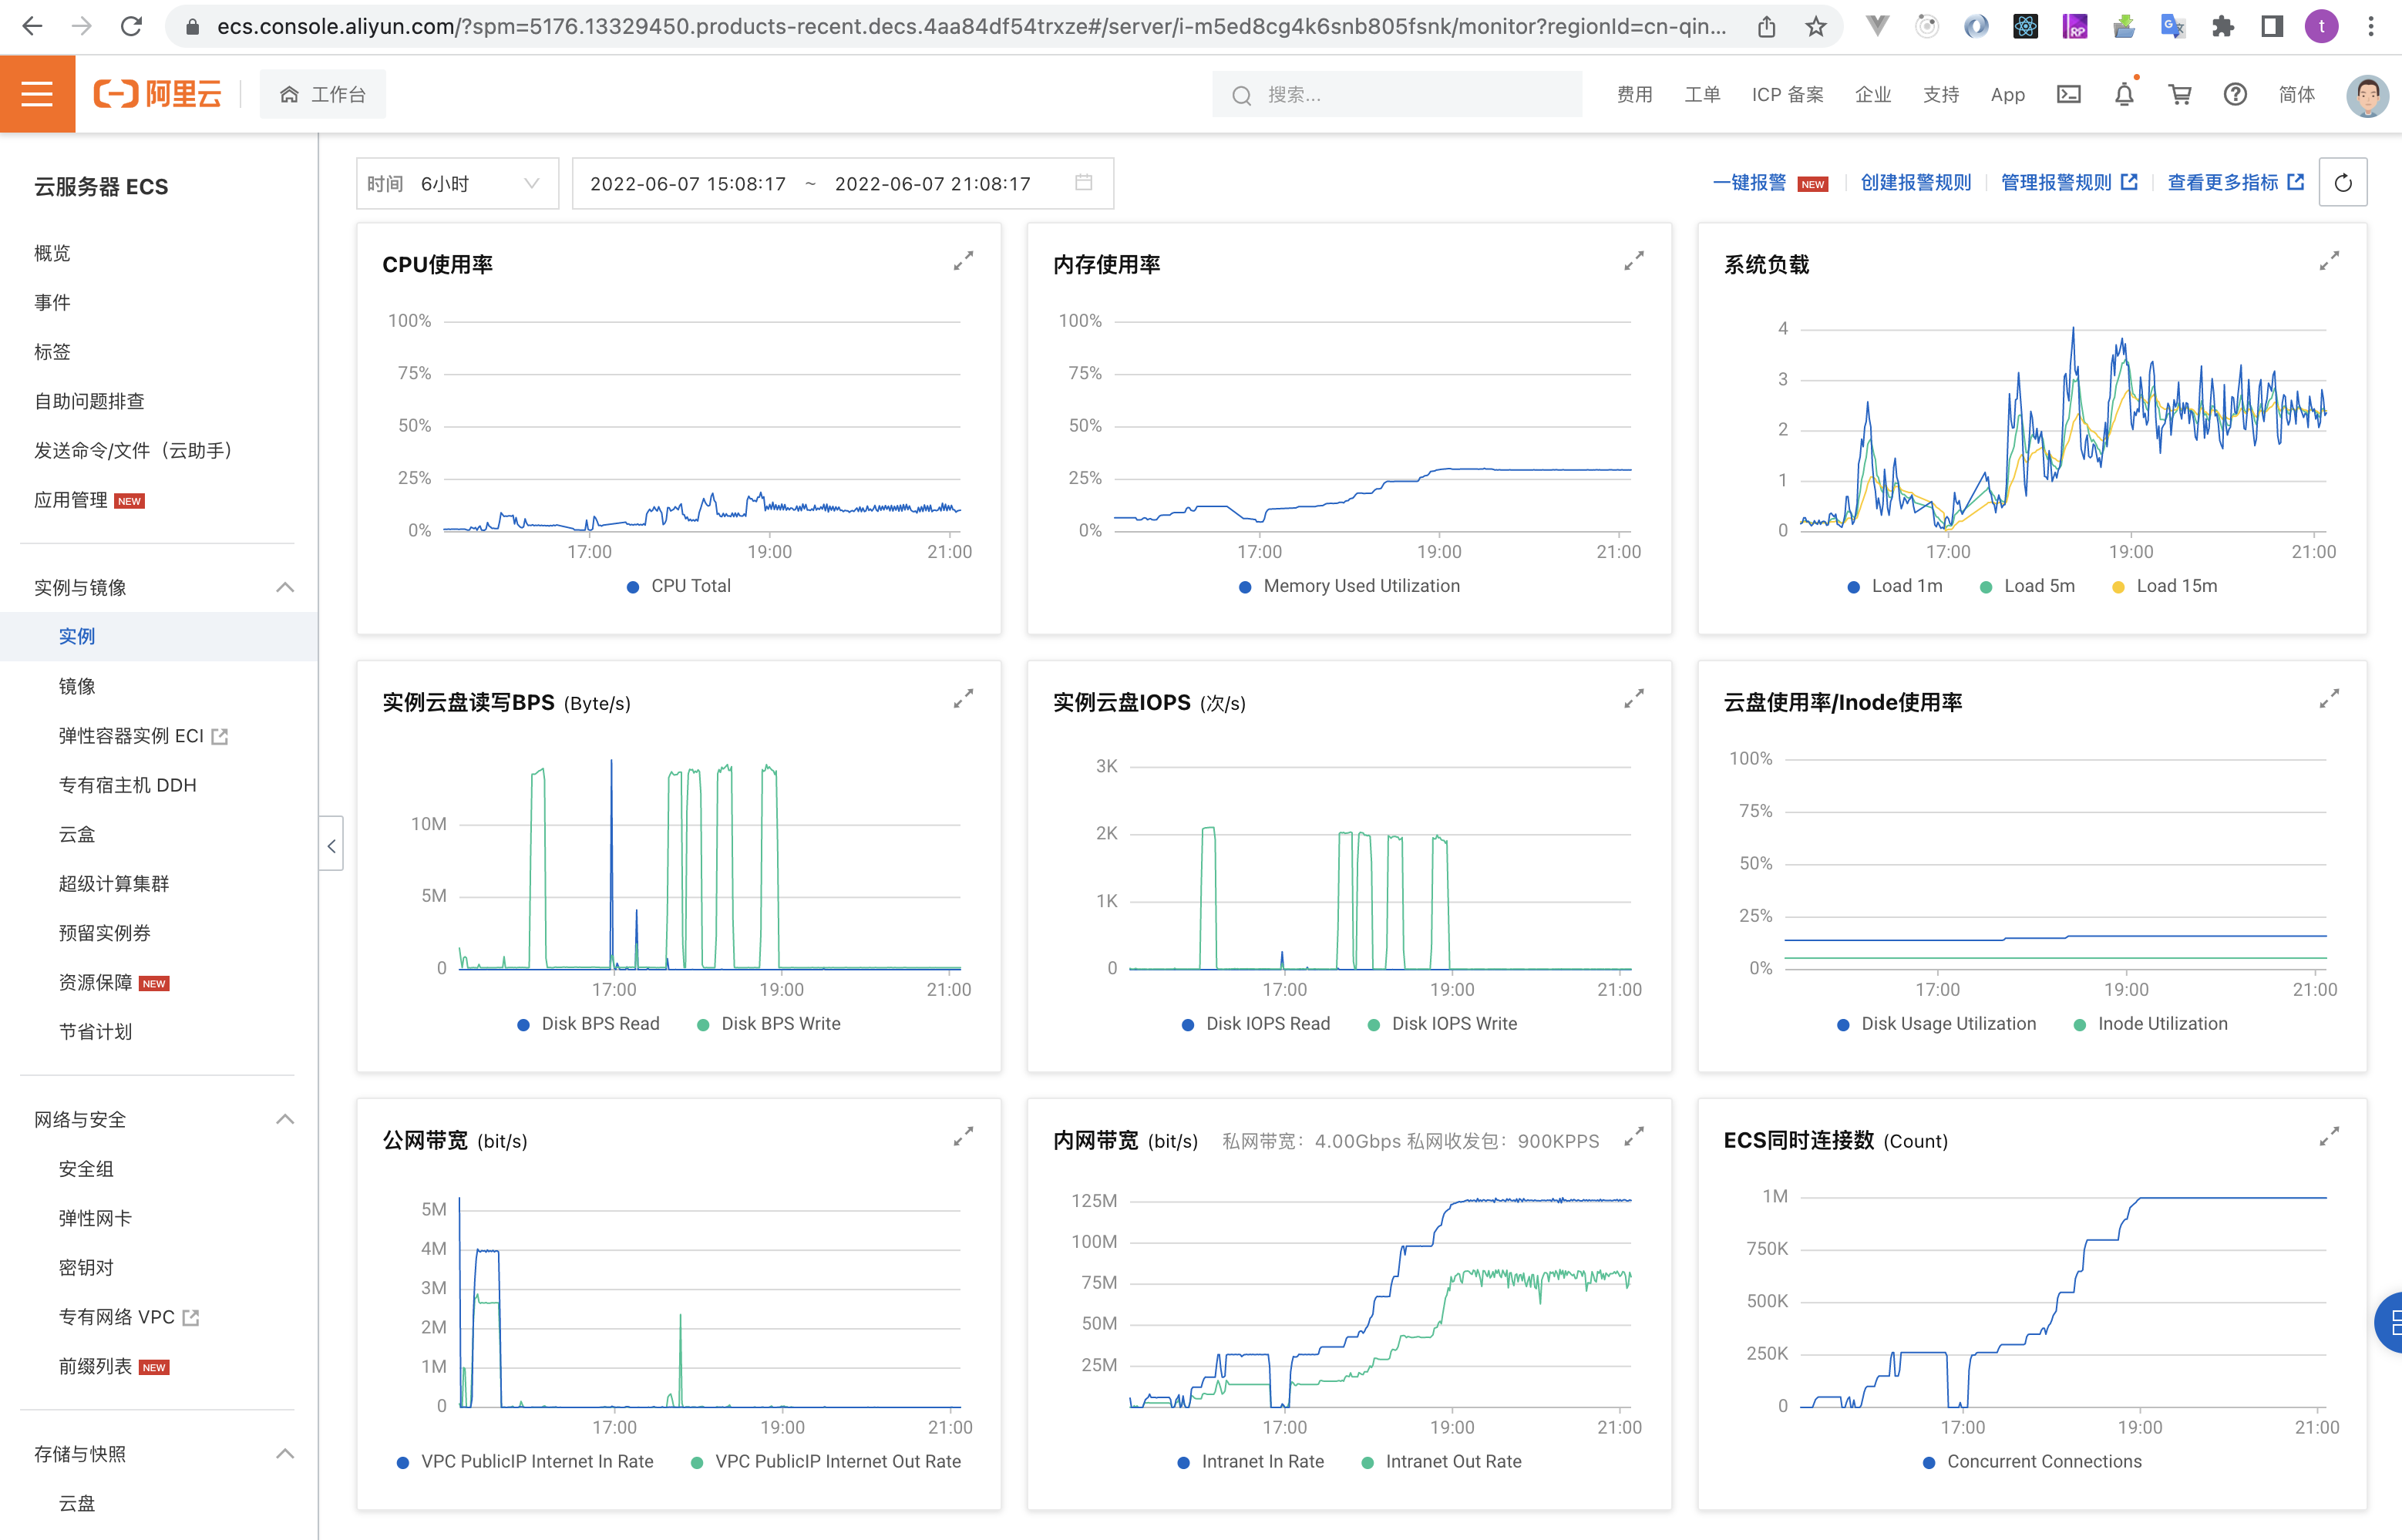 ecs.console.aliyun.com/?spm=5176.13329450.products-recent.decs.4aa84df54trxze#/server/i-m5ed8cg4k6snb805fsnk/monitor?regionId=cn-qin...
RP
t
阿里云
工作台
搜索...
费用
工单
ICP 备案
企业
支持
App
简体
云服务器 ECS
概览
事件
标签
自助问题排查
发送命令/文件（云助手）
应用管理 NEW
实例与镜像
实例
镜像
弹性容器实例 ECI
专有宿主机 DDH
云盒
超级计算集群
预留实例券
资源保障 NEW
节省计划
网络与安全
安全组
弹性网卡
密钥对
专有网络 VPC
前缀列表 NEW
存储与快照
云盘
时间 6小时
2022-06-07 15:08:17 ~ 2022-06-07 21:08:17
一键报警 NEW
创建报警规则
管理报警规则
查看更多指标
CPU使用率
100%
75%
50%
25%
0%
17:00 19:00 21:00
CPU Total
内存使用率
100%
75%
50%
25%
0%
17:00 19:00 21:00
Memory Used Utilization
系统负载
4
3
2
1
0
17:00 19:00 21:00
Load 1m Load 5m Load 15m
实例云盘读写BPS (Byte/s)
10M
5M
0
17:00 19:00 21:00
Disk BPS Read Disk BPS Write
实例云盘IOPS (次/s)
3K
2K
1K
0
17:00 19:00 21:00
Disk IOPS Read Disk IOPS Write
云盘使用率/Inode使用率
100%
75%
50%
25%
0%
17:00 19:00 21:00
Disk Usage Utilization Inode Utilization
公网带宽 (bit/s)
5M
4M
3M
2M
1M
0
17:00 19:00 21:00
VPC PublicIP Internet In Rate VPC PublicIP Internet Out Rate
内网带宽 (bit/s) 私网带宽：4.00Gbps 私网收发包：900KPPS
125M
100M
75M
50M
25M
17:00 19:00 21:00
Intranet In Rate Intranet Out Rate
ECS同时连接数 (Count)
1M
750K
500K
250K
0
17:00 19:00 21:00
Concurrent Connections